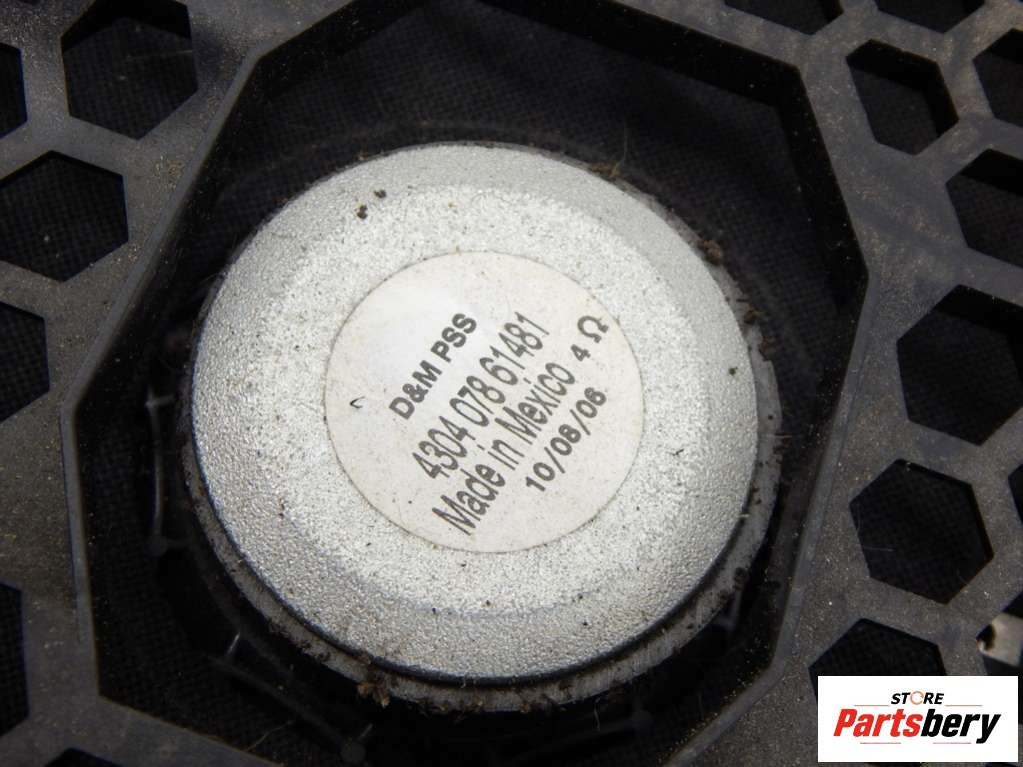 D&M PSS
4304 078 61481
Made in Mexico 4 Ω
10/08/06
STORE
Partsbery